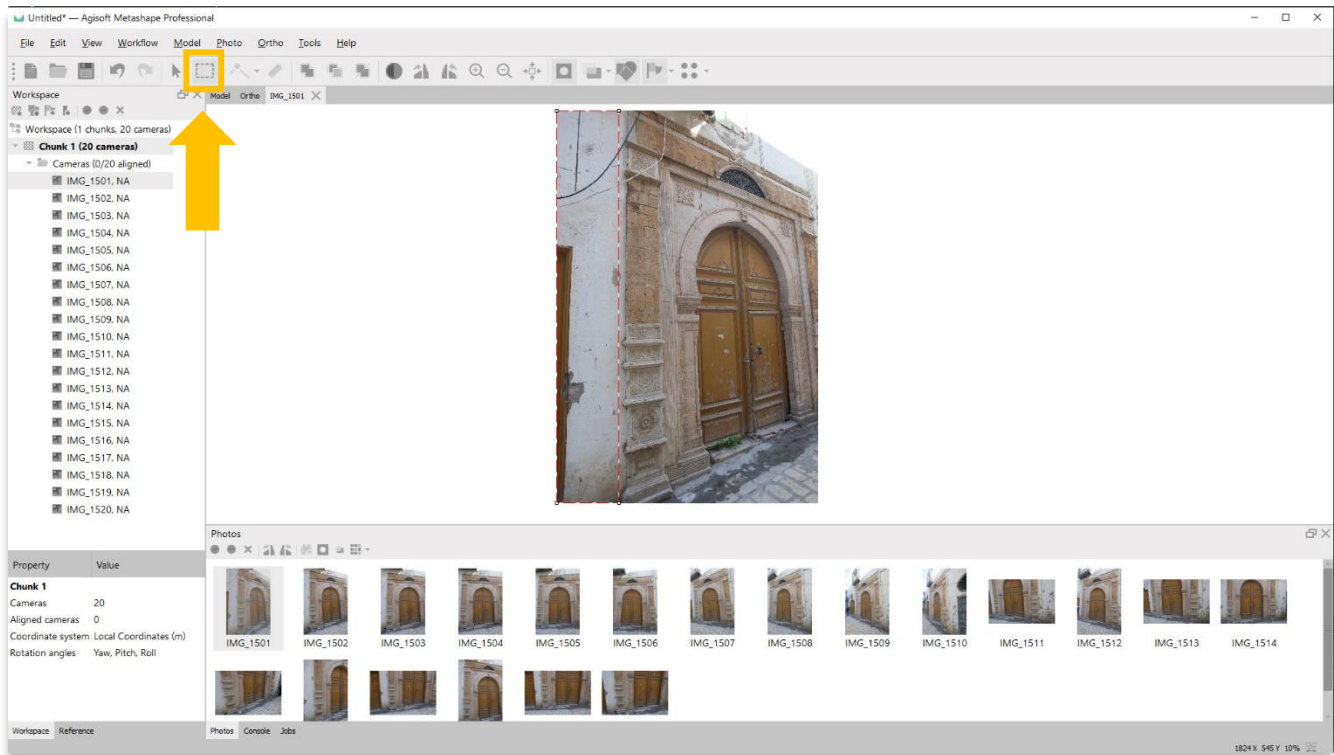 Untitled* — Agisoft Metashape Professional
File Edit View Workflow Model Photo Ortho Tools Help
Workspace
Model Ortho IMG_1501
Workspace (1 chunks, 20 cameras)
Chunk 1 (20 cameras)
Cameras (0/20 aligned)
IMG_1501, NA
IMG_1502, NA
IMG_1503, NA
IMG_1504, NA
IMG_1505, NA
IMG_1506, NA
IMG_1507, NA
IMG_1508, NA
IMG_1509, NA
IMG_1510, NA
IMG_1511, NA
IMG_1512, NA
IMG_1513, NA
IMG_1514, NA
IMG_1515, NA
IMG_1516, NA
IMG_1517, NA
IMG_1518, NA
IMG_1519, NA
IMG_1520, NA
Property Value
Chunk 1
Cameras 20
Aligned cameras 0
Coordinate system Local Coordinates (m)
Rotation angles Yaw, Pitch, Roll
Workspace Reference
Photos
IMG_1501 IMG_1502 IMG_1503 IMG_1504 IMG_1505 IMG_1506 IMG_1507 IMG_1508 IMG_1509 IMG_1510 IMG_1511 IMG_1512 IMG_1513 IMG_1514
Photos Console Jobs
1824 X 545 Y 10%